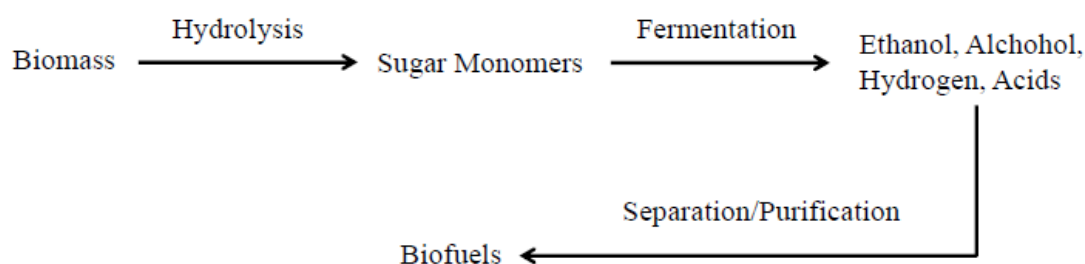 Hydrolysis
Fermentation
Biomass
Sugar Monomers
Ethanol, Alchohol,
Hydrogen, Acids
Separation/Purification
Biofuels